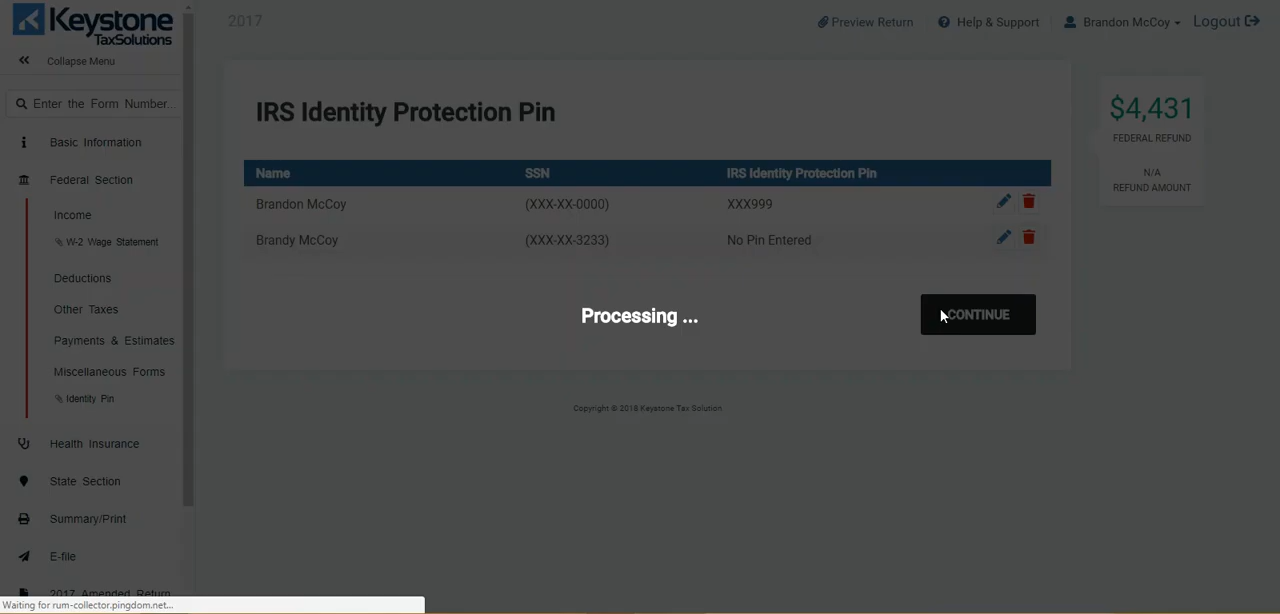 Keystone
TaxSolutions
2017
Preview Return
Help & Support
Brandon McCoy
Logout
Collapse Menu
Enter the Form Number...
Basic Information
Federal Section
Income
W-2 Wage Statement
Deductions
Other Taxes
Payments & Estimates
Miscellaneous Forms
Identity Pin
Health Insurance
State Section
Summary/Print
E-file
2017 Amended Return
IRS Identity Protection Pin
Name SSN IRS Identity Protection Pin
Brandon McCoy (XXX-XX-0000) XXX999
Brandy McCoy (XXX-XX-3233) No Pin Entered
Processing ...
CONTINUE
Copyright © 2018 Keystone Tax Solution
$4,431
FEDERAL REFUND
N/A
REFUND AMOUNT
Waiting for rum-collector.pingdom.net...